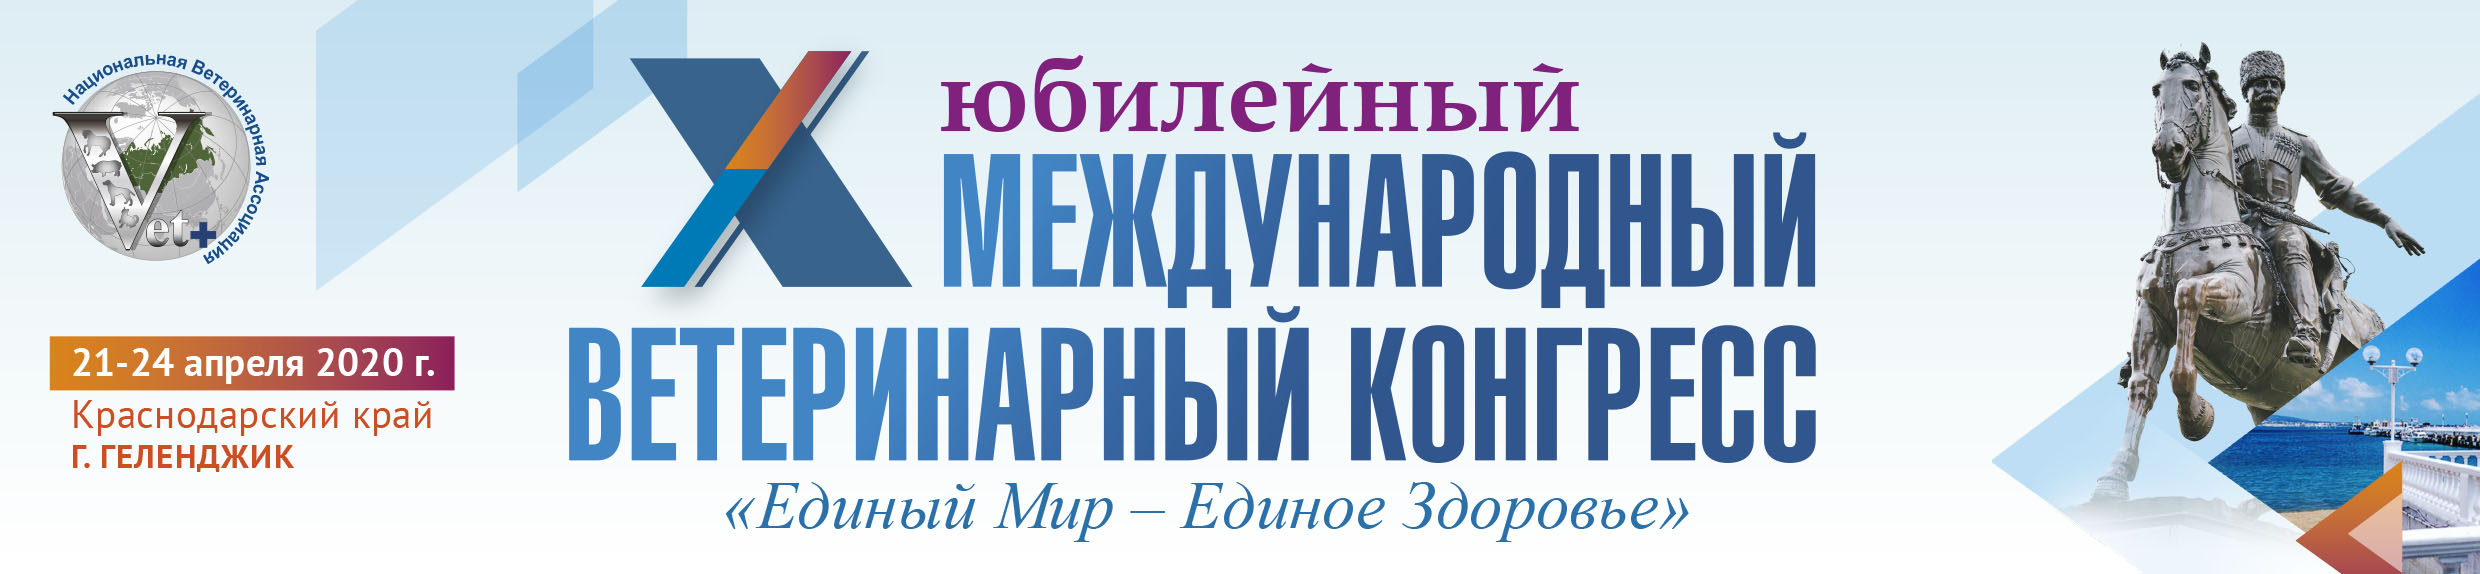 Национальная Ветеринарная Ассоциация
Vet+
21-24 апреля 2020 г.
Краснодарский край
Г. ГЕЛЕНДЖИК
X юбилейный
МЕЖДУНАРОДНЫЙ
ВЕТЕРИНАРНЫЙ КОНГРЕСС
«Единый Мир – Единое Здоровье»